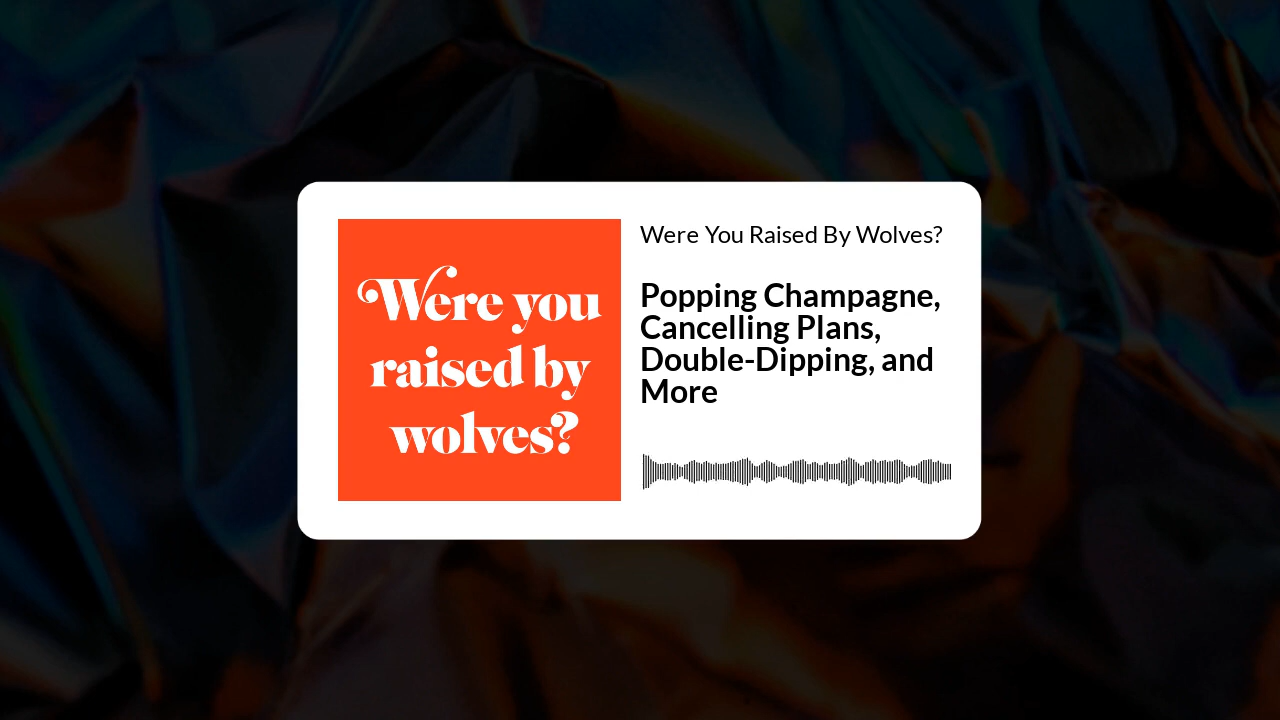 Were you
raised by
wolves?
Were You Raised By Wolves?
Popping Champagne,
Cancelling Plans,
Double-Dipping, and
More